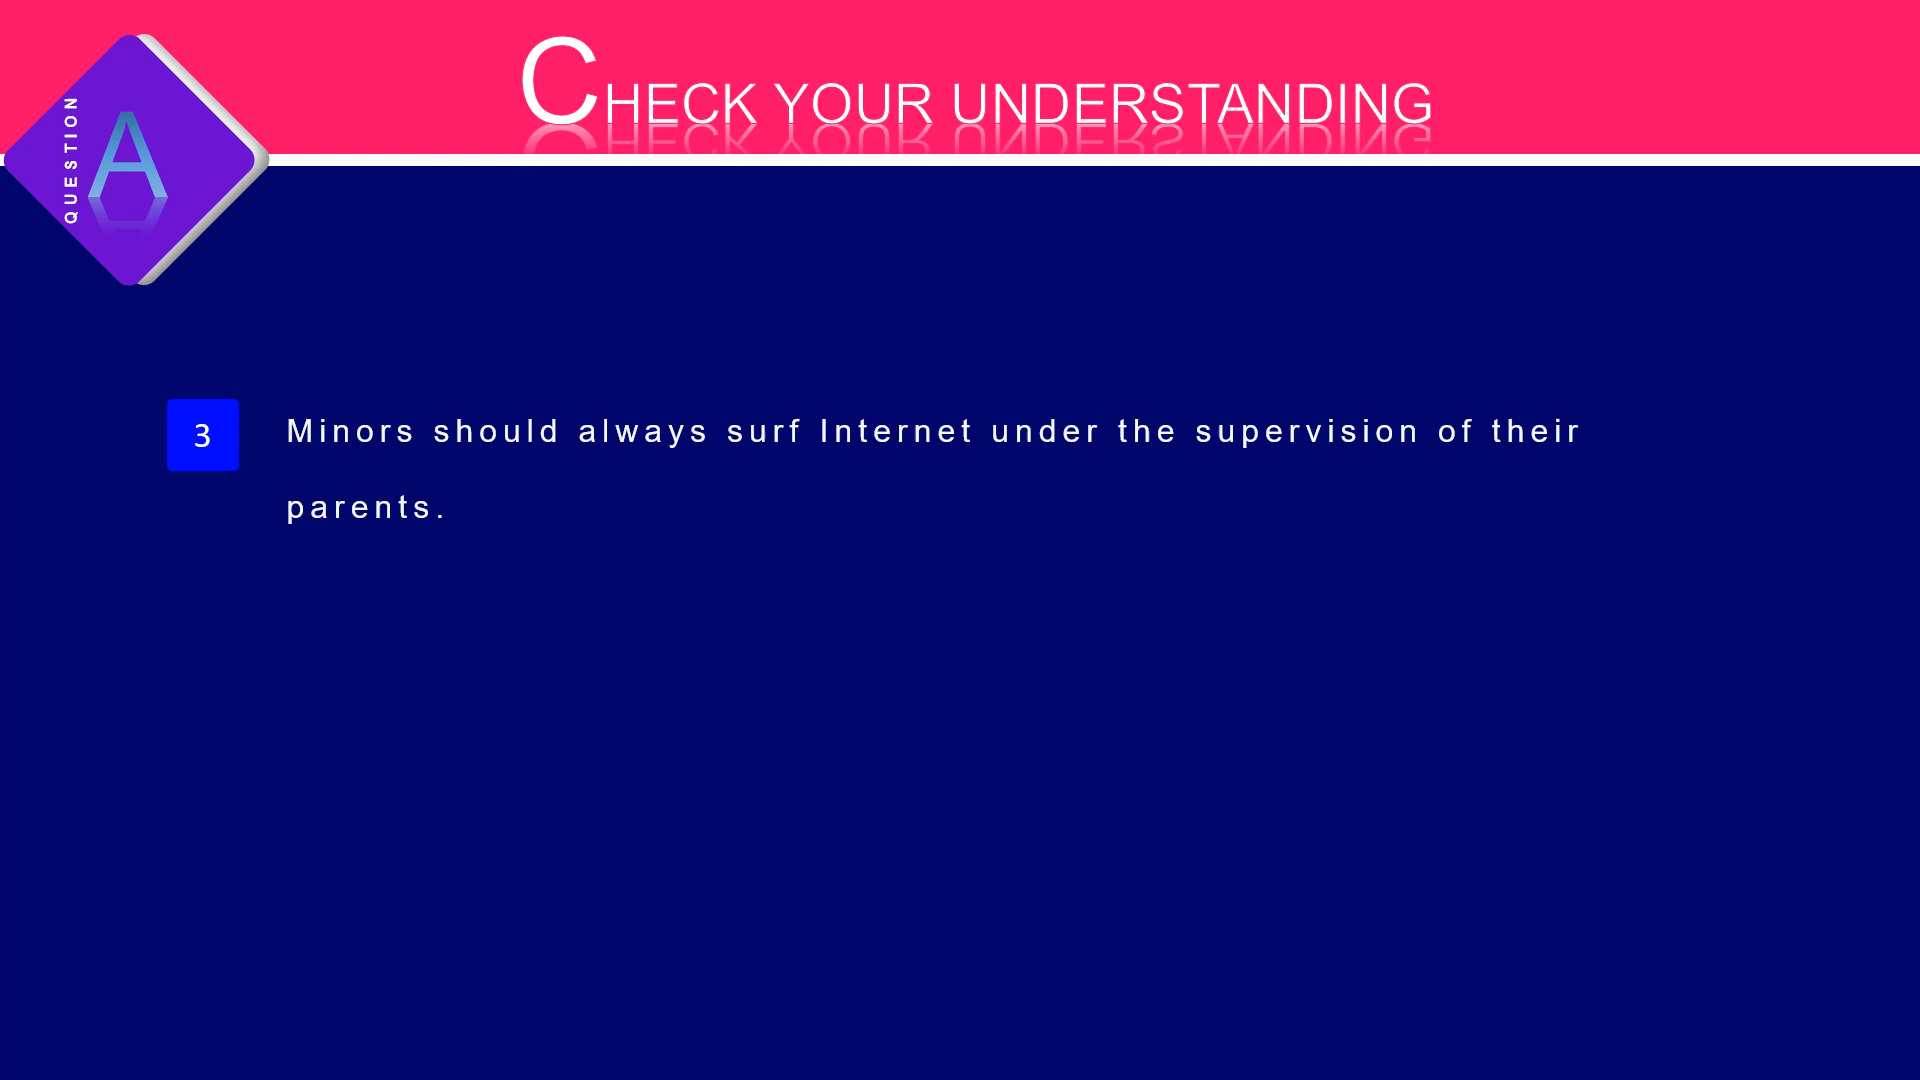 CHECK YOUR UNDERSTANDING
QUESTION
A
3
Minors should always surf Internet under the supervision of their
parents.